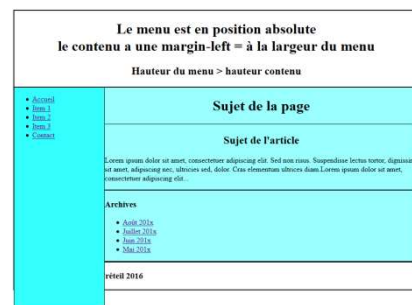 Le menu est en position absolute
le contenu a une margin-left = à la largeur du menu
Hauteur du menu > hauteur contenu
Accueil
Item 1
Item 2
Item 3
Contact
Sujet de la page
Sujet de l'article
Lorem ipsum dolor sit amet, consectetuer adipiscing elit. Sed non risus. Suspendisse lectus tortor, dignissi
sit amet, adipiscing nec, ultricies sed, dolor. Cras elementum ultrices diam.Lorem ipsum dolor sit amet,
consectetuer adipiscing elit...
Archives
Août 201x
Juillet 201x
Juin 201x
Mai 201x
réteil 2016